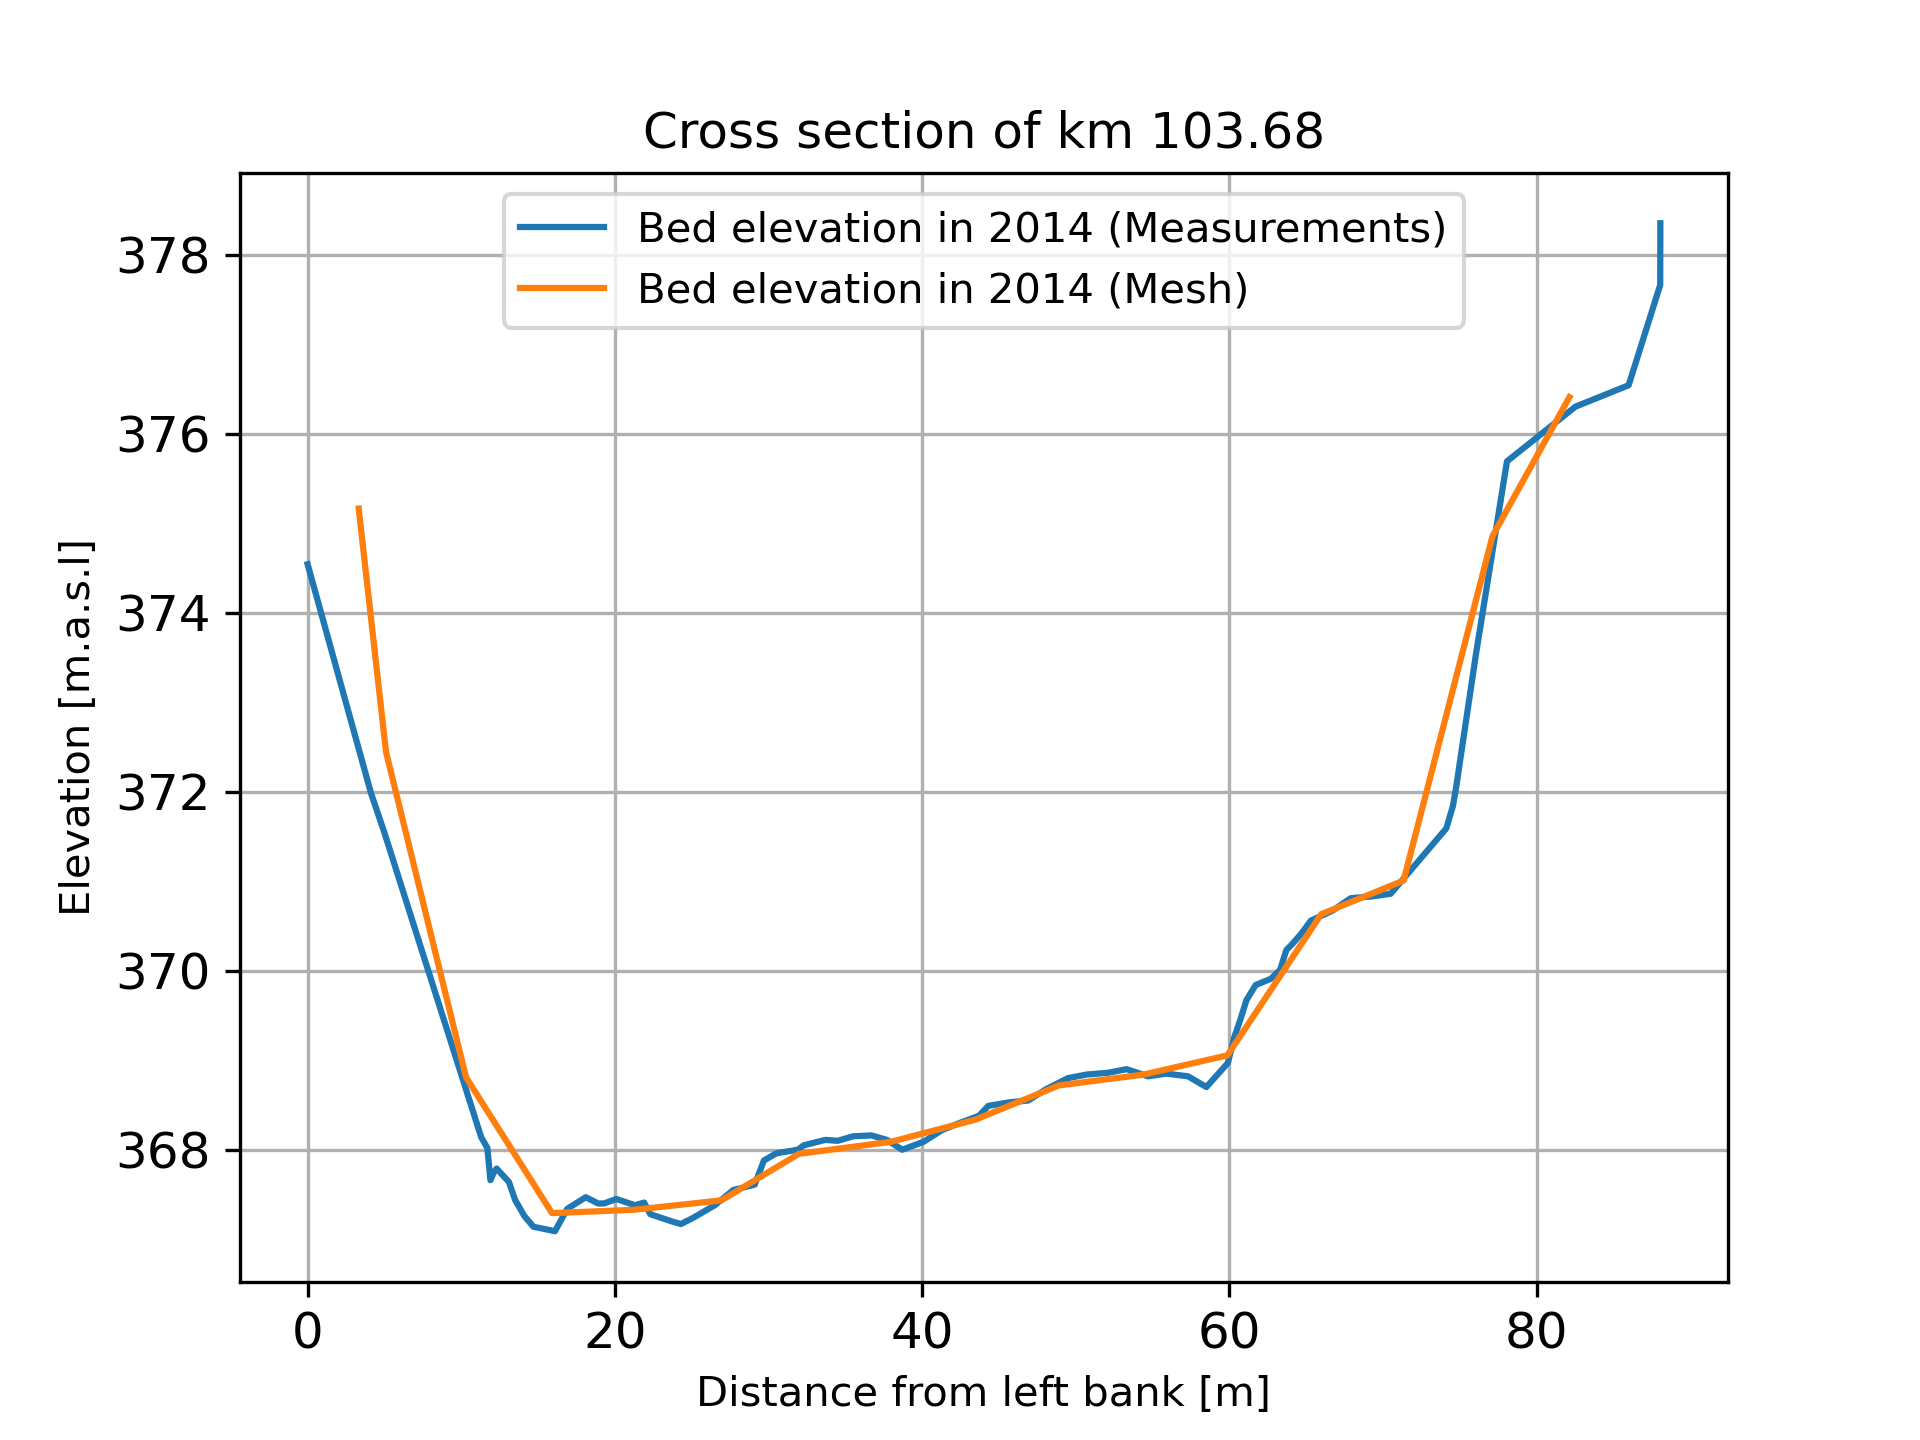 Cross section of km 103.68
Bed elevation in 2014 (Measurements)
Bed elevation in 2014 (Mesh)
Elevation [m.a.s.l]
378
376
374
372
370
368
0 20 40 60 80
Distance from left bank [m]